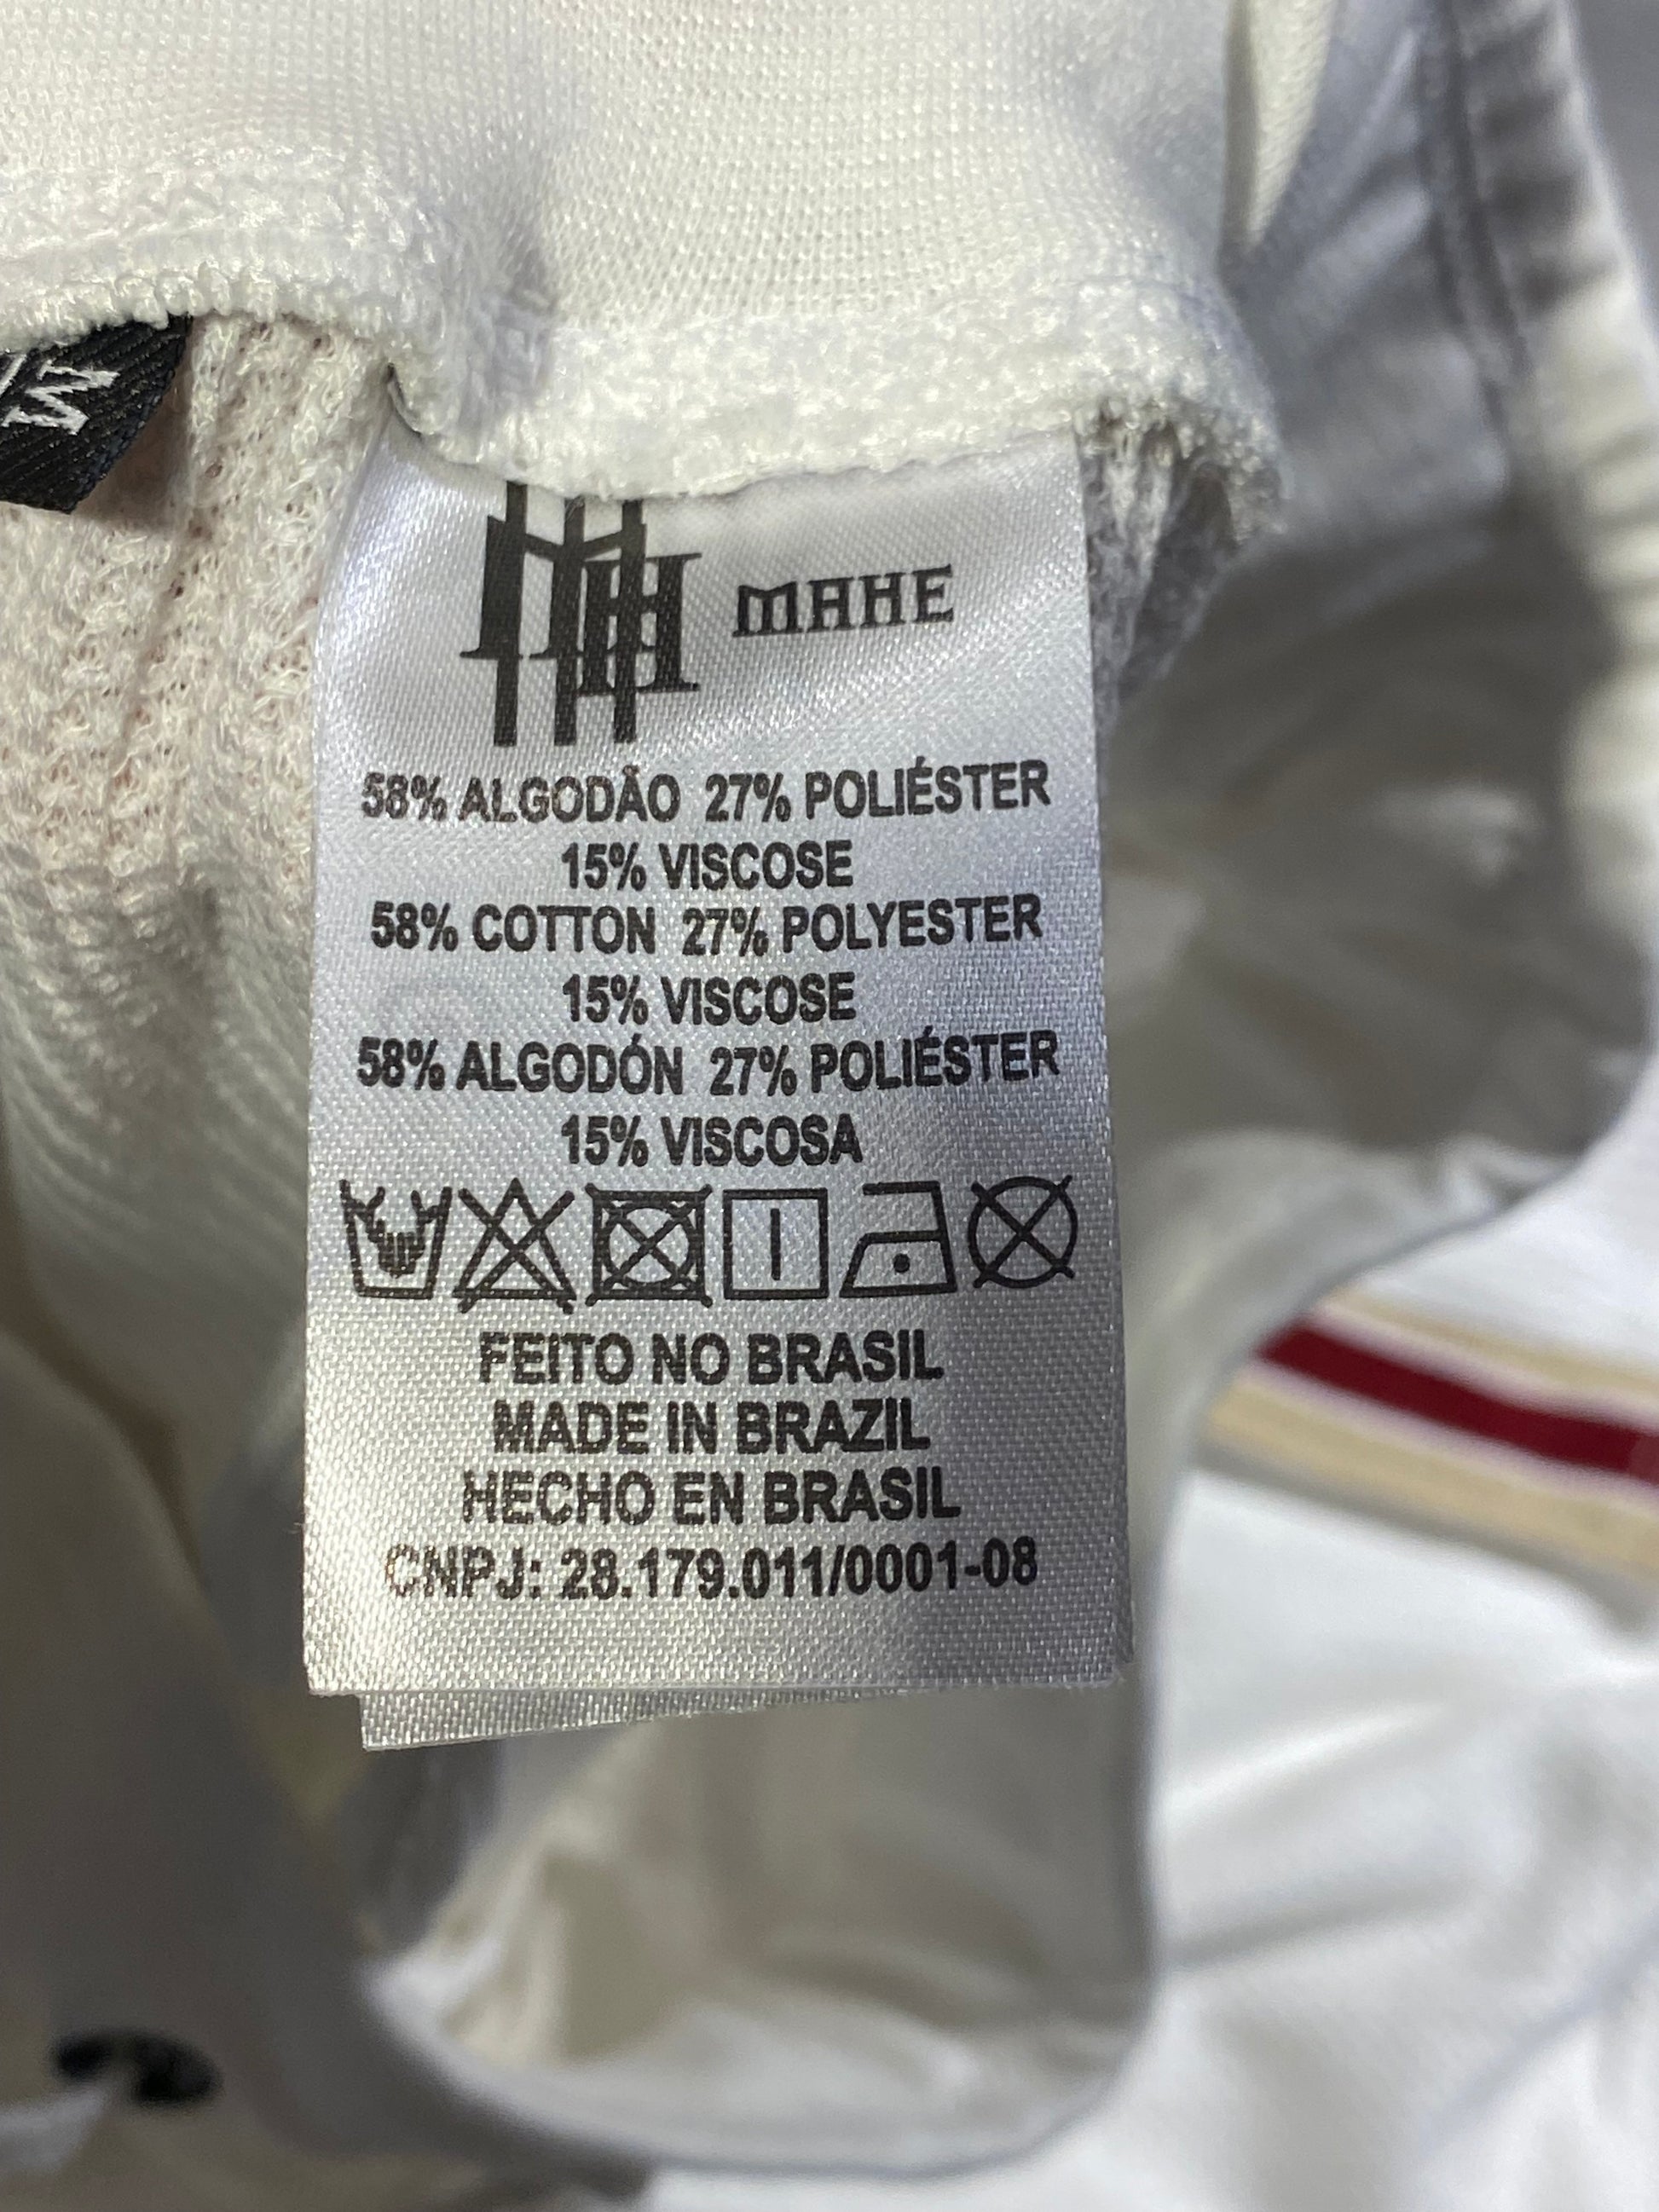 M
MAHE
58% ALGODÃO 27% POLIÉSTER
15% VISCOSE
58% COTTON 27% POLYESTER
15% VISCOSE
58% ALGODÓN 27% POLIÉSTER
15% VISCOSA
FEITO NO BRASIL
MADE IN BRAZIL
HECHO EN BRASIL
CNPJ: 28.179.011/0001-08